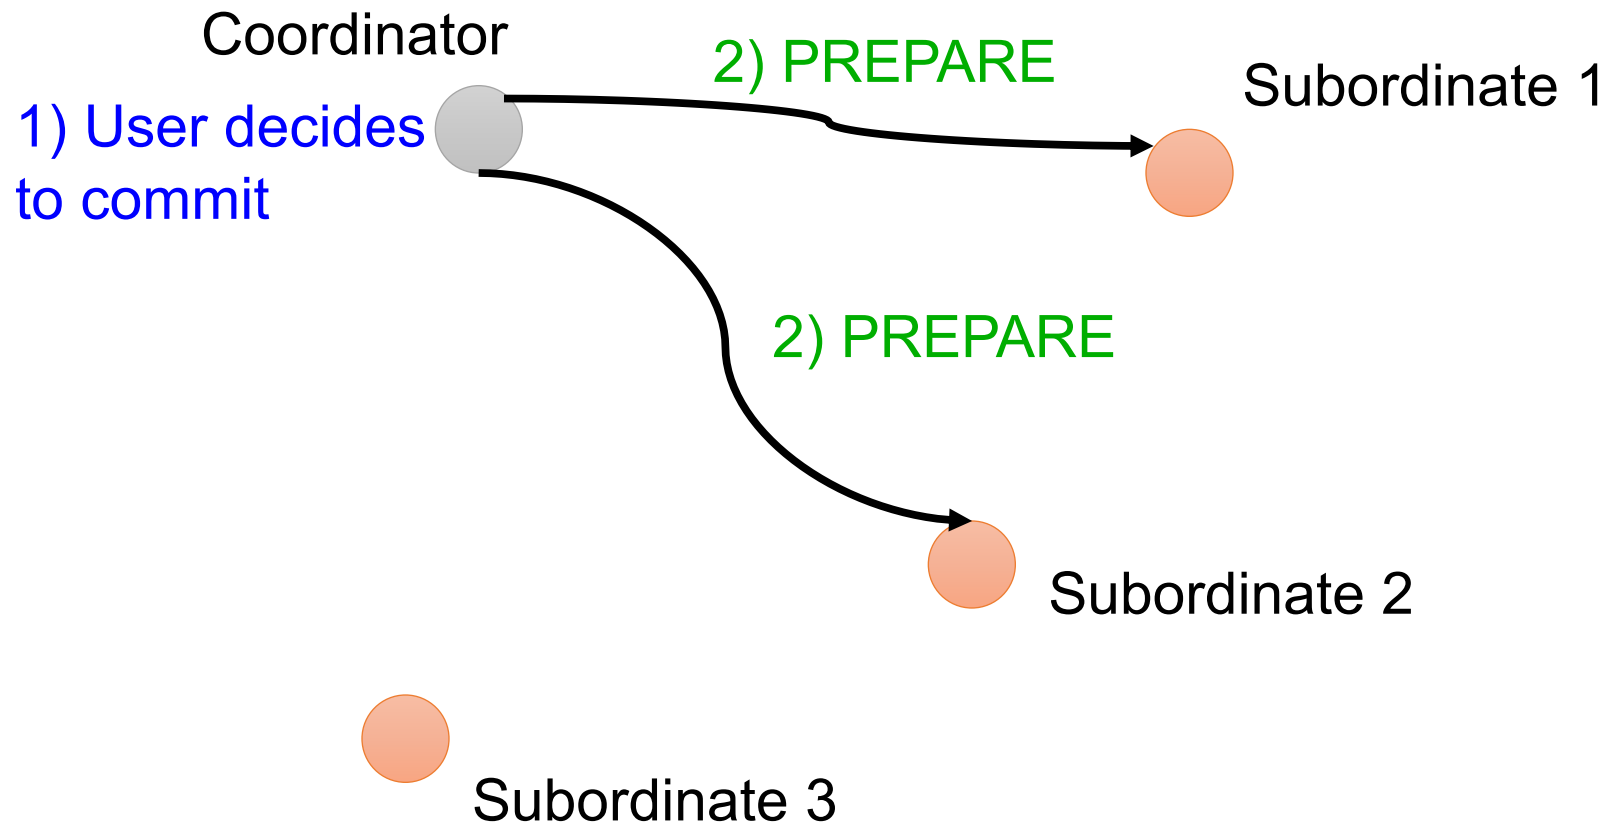 Coordinator
2) PREPARE
Subordinate 1
1) User decides
to commit
2) PREPARE
Subordinate 2
Subordinate 3